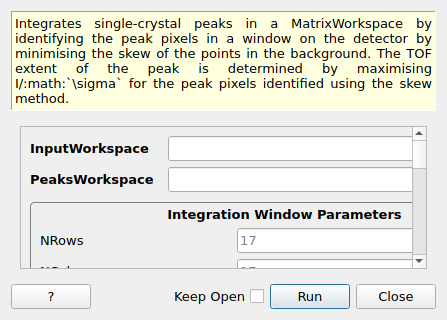 Integrates single-crystal peaks in a MatrixWorkspace by
identifying the peak pixels in a window on the detector by
minimising the skew of the points in the background. The TOF
extent of the peak is determined by maximising
I/:math:`\sigma` for the peak pixels identified using the skew
method.
InputWorkspace
PeaksWorkspace
Integration Window Parameters
NRows 17
? Keep Open Run Close